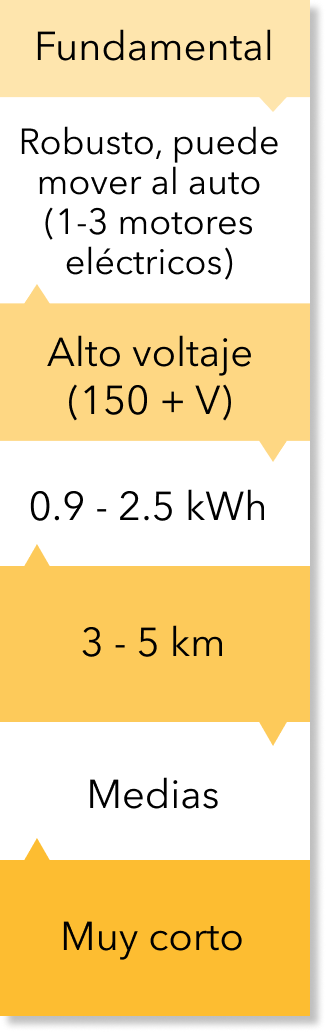 Fundamental
Robusto, puede
mover al auto
(1-3 motores
eléctricos)
Alto voltaje
(150 + V)
0.9 - 2.5 kWh
3 - 5 km
Medias
Muy corto